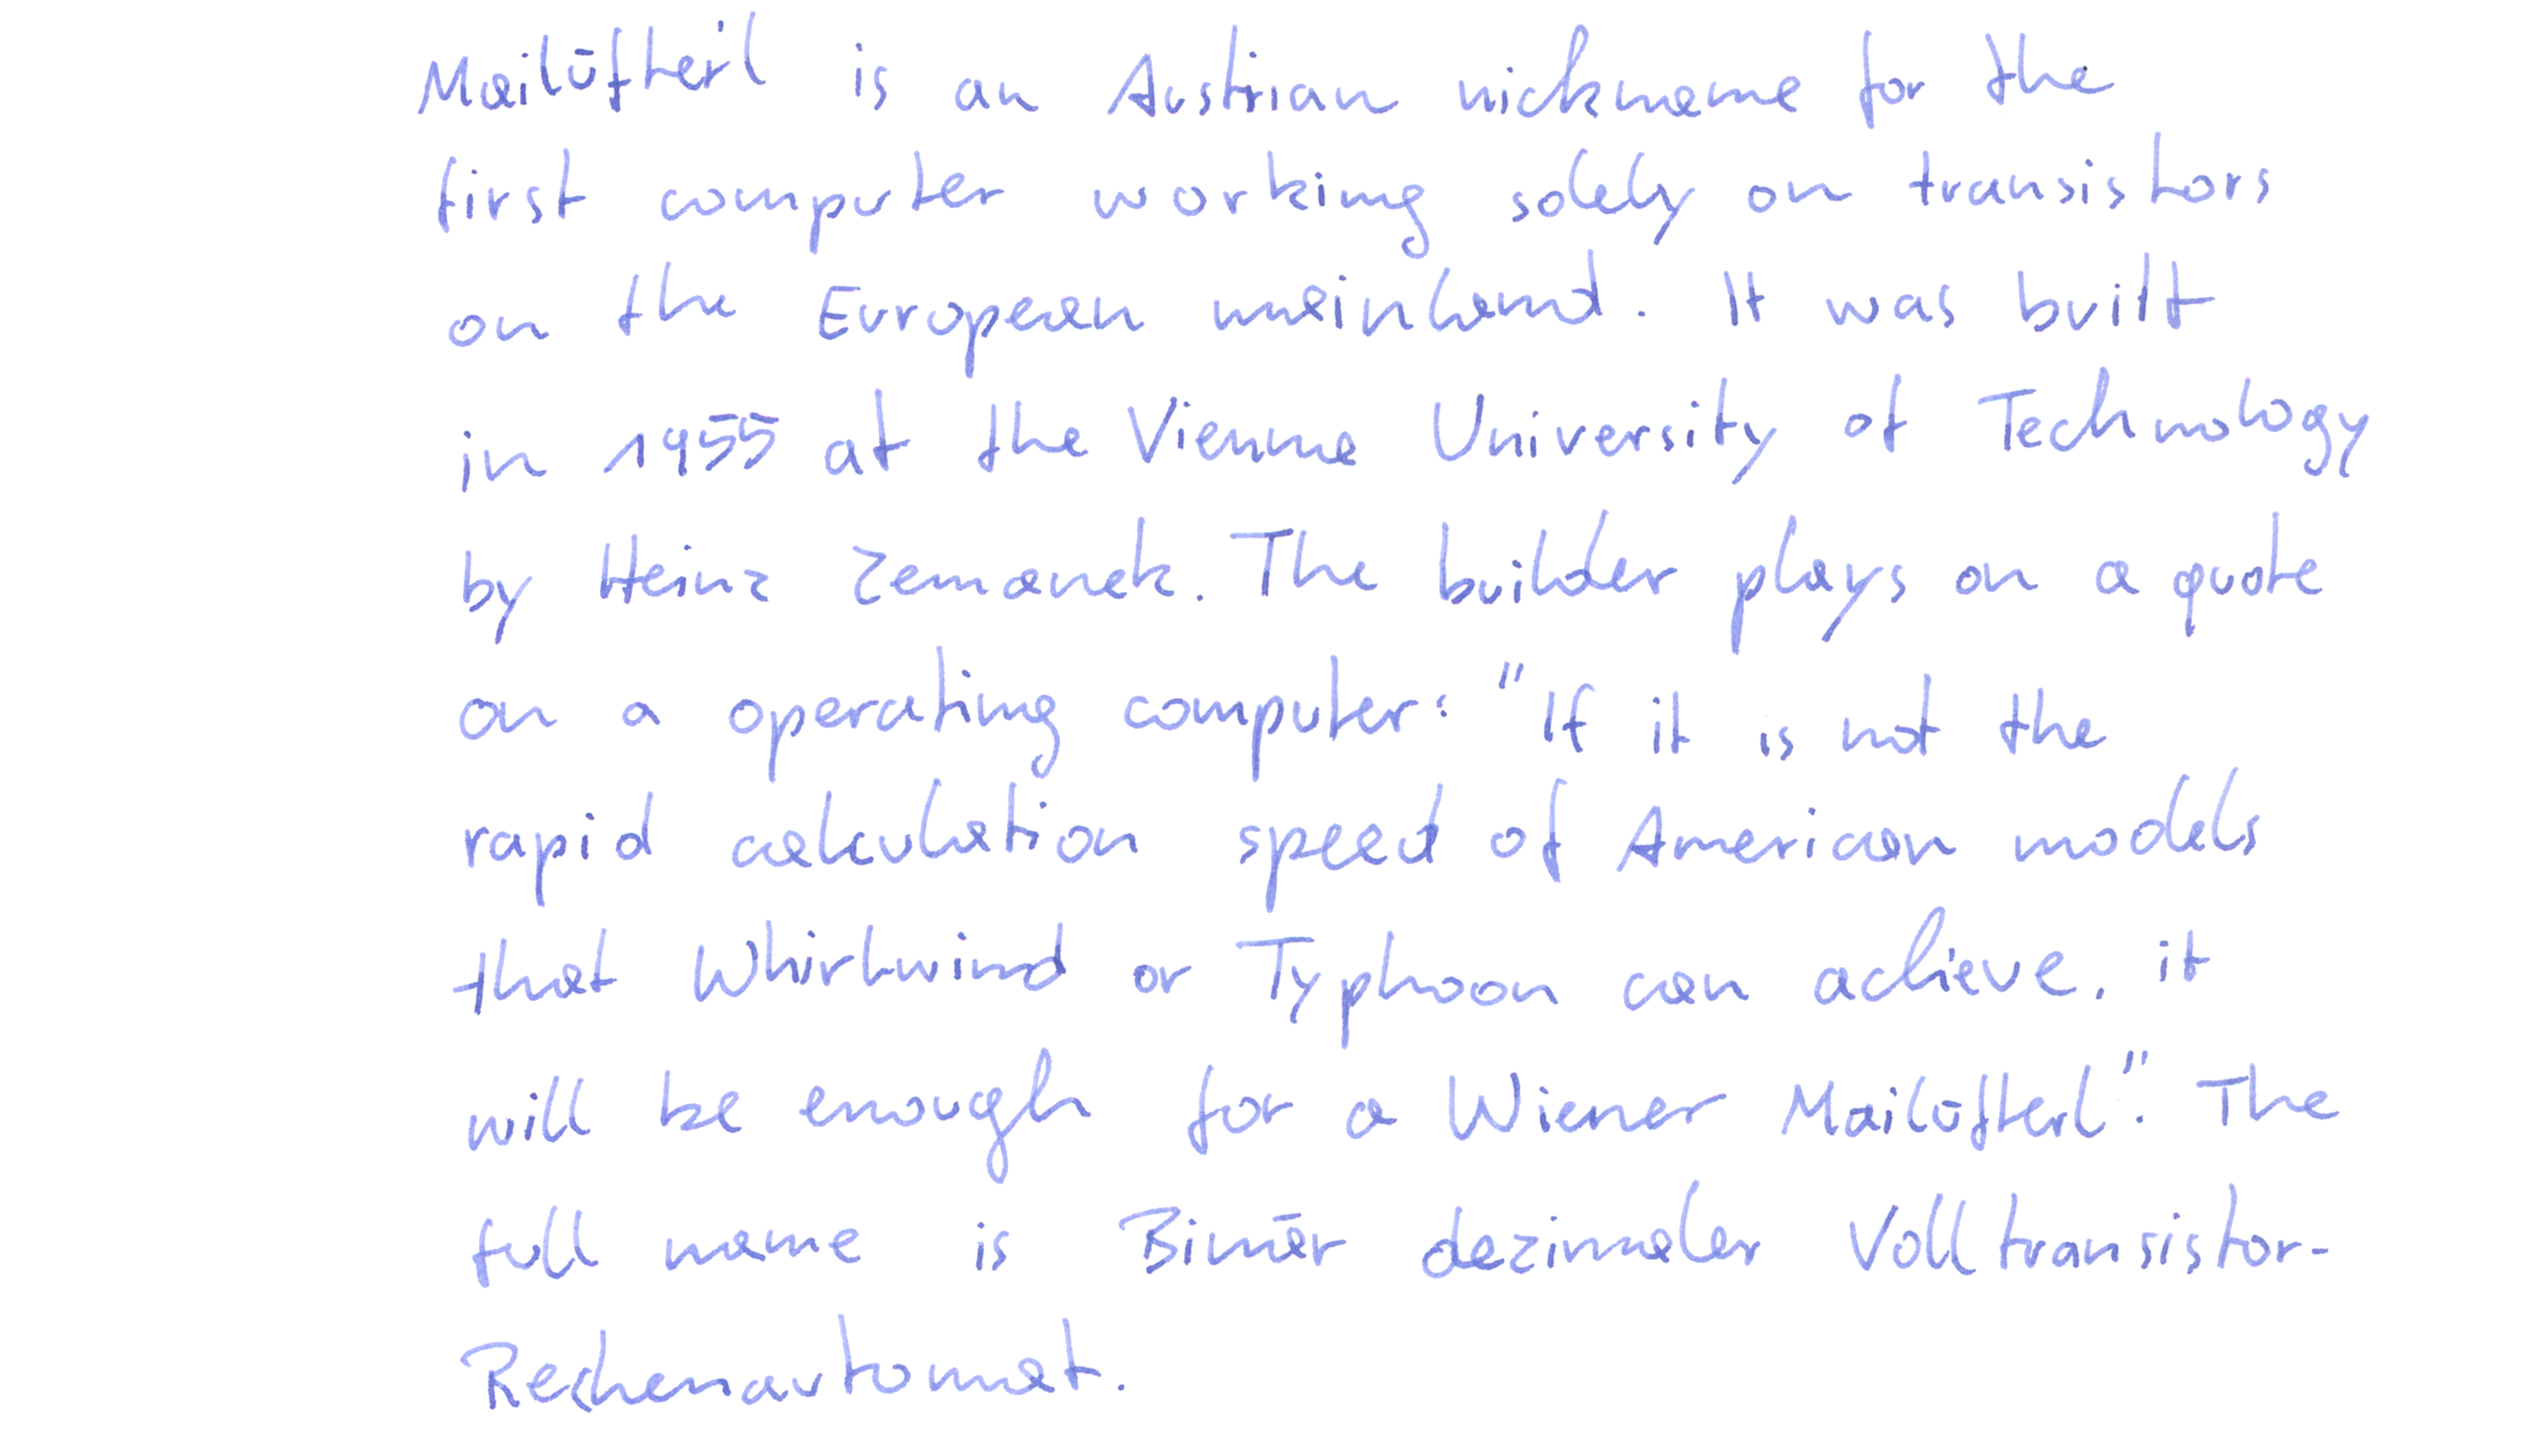 Mailüfterl is an Austrian nickname for the
first computer working solely on transistors
on the European mainland. It was built
in 1955 at the Vienna University of Technology
by Heinz Zemanek. The builder plays on a quote
on a operating computer: "If it is not the
rapid calculation speed of American models
that Whirlwind or Typhoon can achieve, it
will be enough for a Wiener Mailüfterl". The
full name is Binär dezimaler Volltransistor-
Rechenautomat.